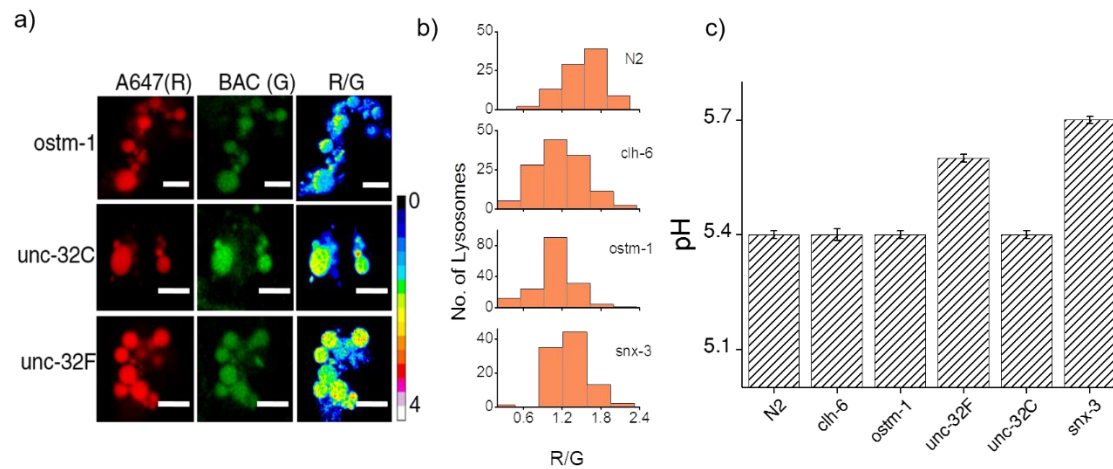 a)
A647(R) BAC (G) R/G
ostm-1
unc-32C
unc-32F
0
4
b)
No. of Lysosomes
50
25
0
N2
50
25
0
clh-6
80
40
0
ostm-1
40
20
0
snx-3
0.6 1.2 1.8 2.4
R/G
c)
pH
5.7
5.4
5.1
N2 clh-6 ostm-1 unc-32F unc-32C snx-3